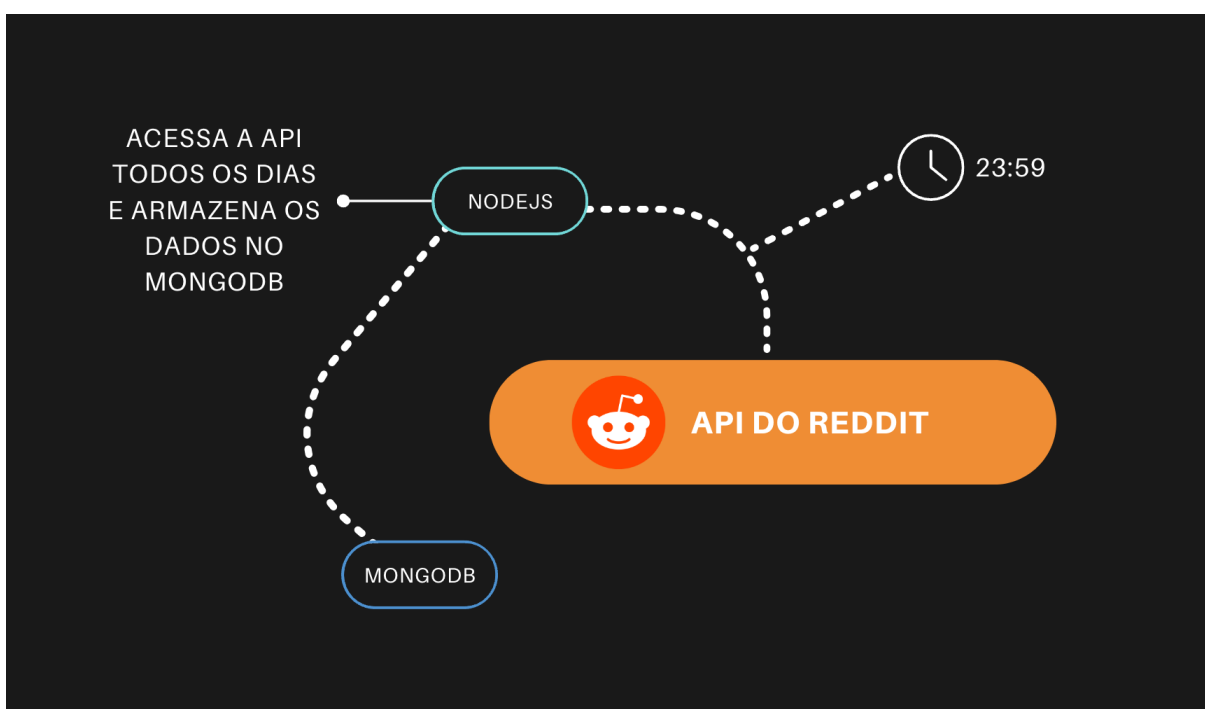 ACESSA A API
TODOS OS DIAS
E ARMAZENA OS
DADOS NO
MONGODB
NODEJS
23:59
API DO REDDIT
MONGODB